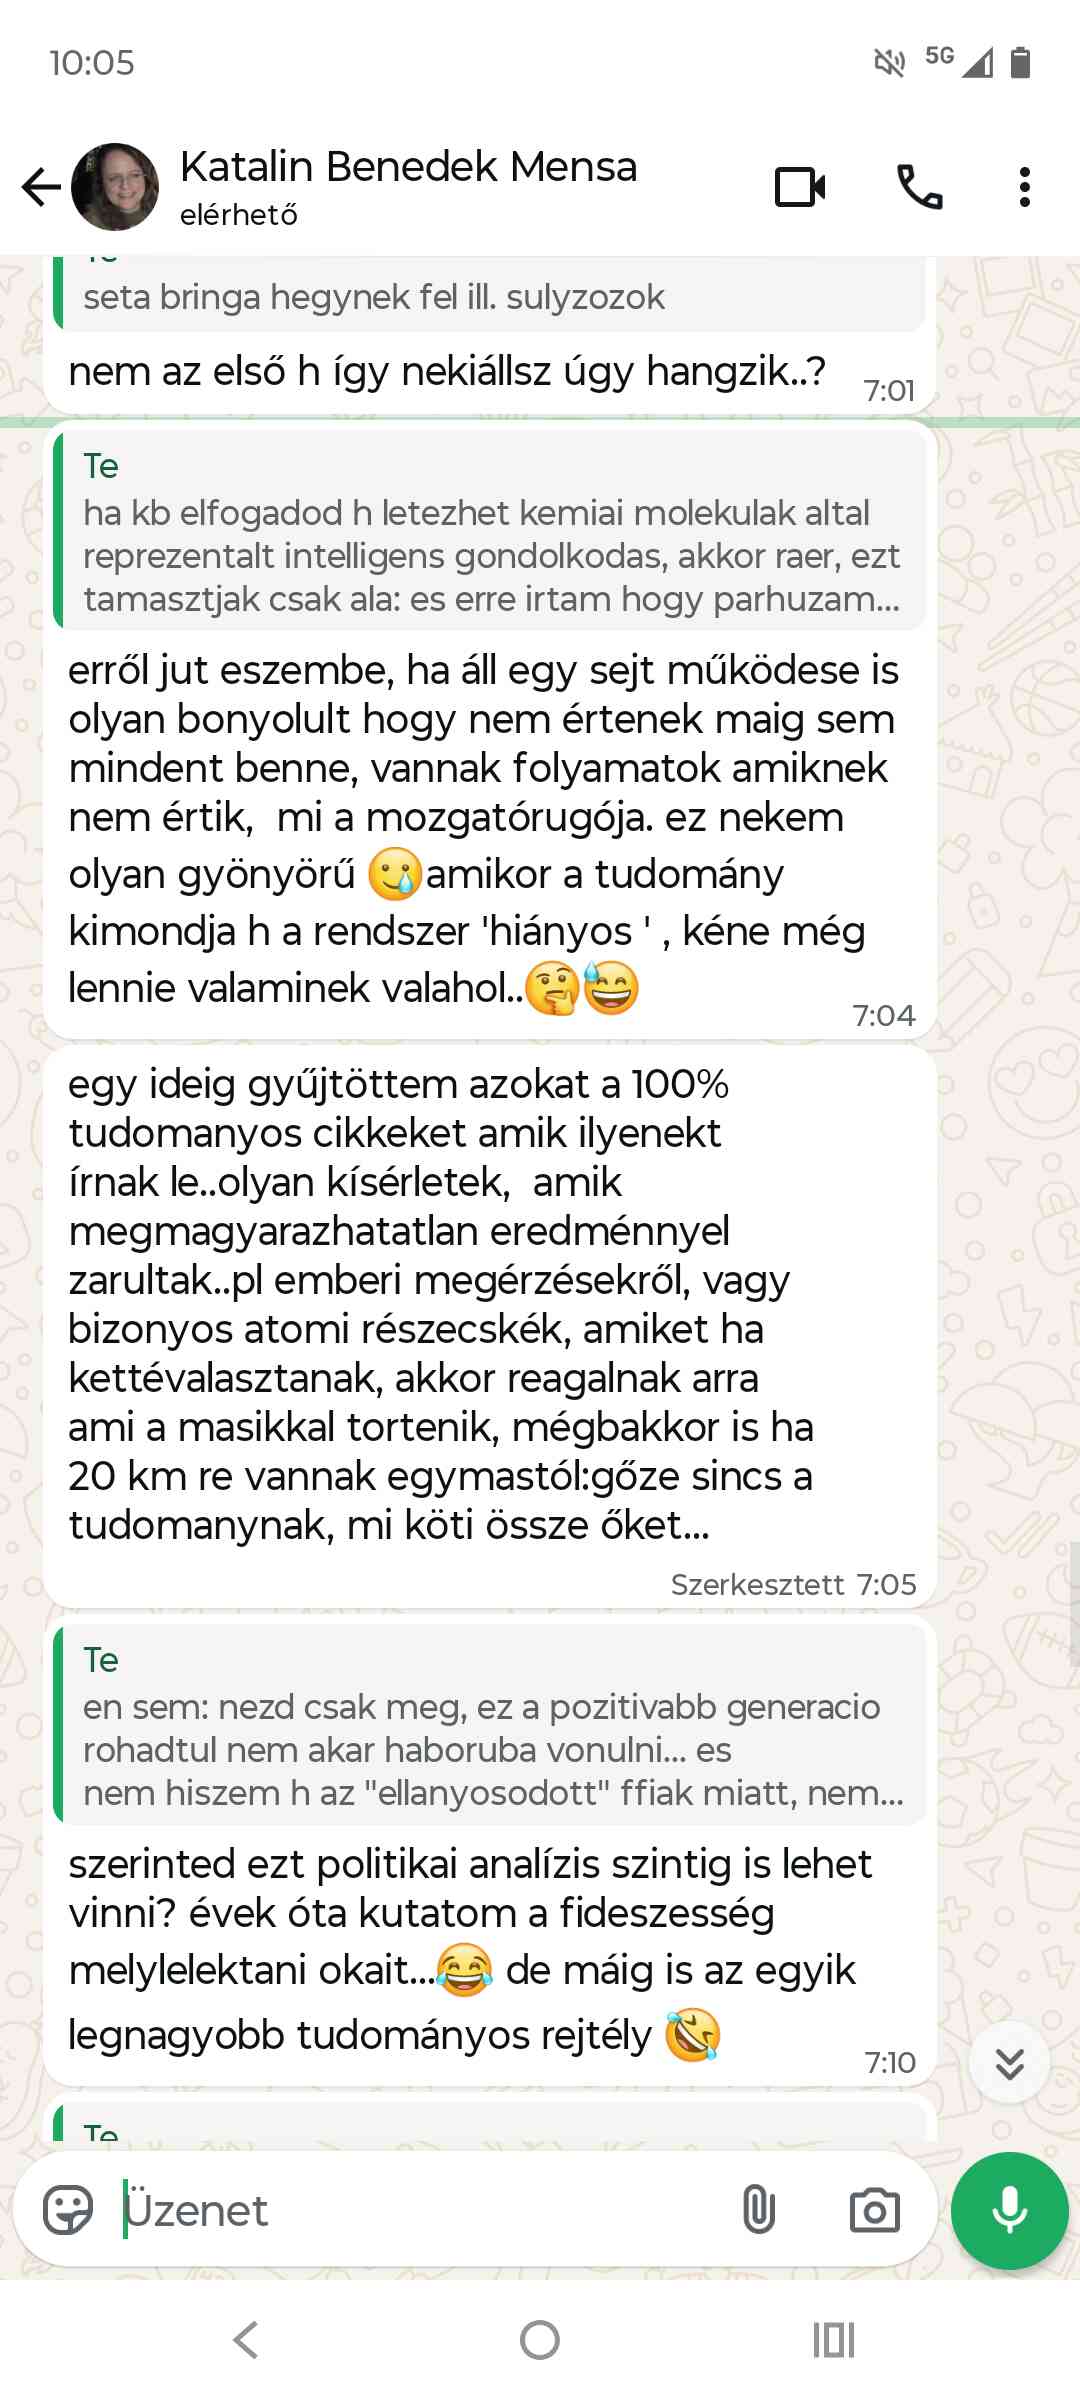 10:05
5G
Katalin Benedek Mensa
elérhető
seta bringa hegynek fel ill. sulyzozok
nem az első h így nekiállsz úgy hangzik..?
7:01
Te
ha kb elfogadod h letezhet kemiai molekulak altal
reprezentalt intelligens gondolkodas, akkor raer, ezt
tamasztjak csak ala: es erre irtam hogy parhuzam...
erről jut eszembe, ha áll egy sejt működese is
olyan bonyolult hogy nem értenek maig sem
mindent benne, vannak folyamatok amiknek
nem értik,  mi a mozgatórugója. ez nekem
olyan gyönyörű 🥲amikor a tudomány
kimondja h a rendszer 'hiányos ' , kéne még
lennie valaminek valahol..🤔😅
7:04
egy ideig gyűjtöttem azokat a 100%
tudomanyos cikkeket amik ilyenekt
írnak le..olyan kísérletek,  amik
megmagyarazhatatlan eredménnyel
zarultak..pl emberi megérzésekről, vagy
bizonyos atomi részecskék, amiket ha
kettévalasztanak, akkor reagalnak arra
ami a masikkal tortenik, mégbakkor is ha
20 km re vannak egymastól:gőze sincs a
tudomanynak, mi köti össze őket...
Szerkesztett 7:05
Te
en sem: nezd csak meg, ez a pozitivabb generacio
rohadtul nem akar haboruba vonulni... es
nem hiszem h az "ellanyosodott" ffiak miatt, nem...
szerinted ezt politikai analízis szintig is lehet
vinni? évek óta kutatom a fideszesség
melylelektani okait...😂 de máig is az egyik
legnagyobb tudományos rejtély 🤣
7:10
Te
Üzenet